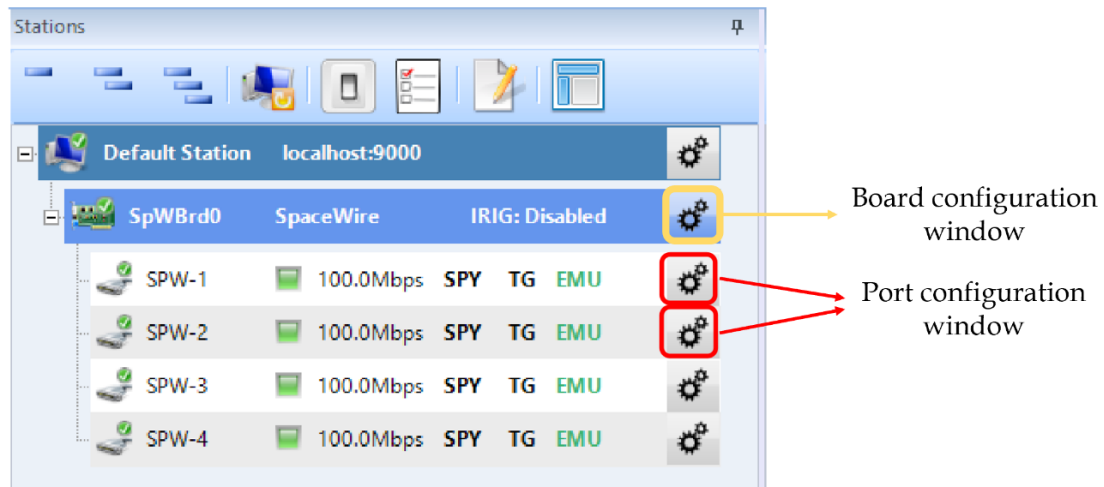 Stations
Default Station localhost:9000
SpWBrd0 SpaceWire IRIG: Disabled
Board configuration
window
SPW-1 100.0Mbps SPY TG EMU
Port configuration
window
SPW-2 100.0Mbps SPY TG EMU
SPW-3 100.0Mbps SPY TG EMU
SPW-4 100.0Mbps SPY TG EMU